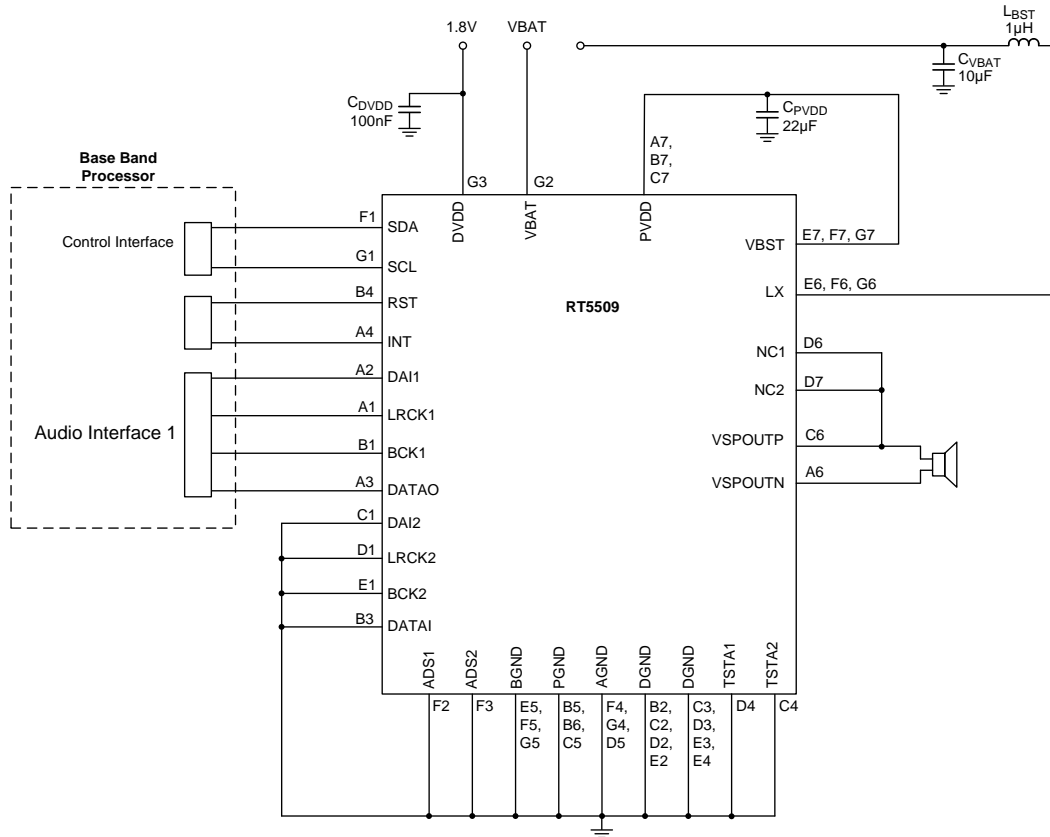 LBST
1µH
1.8V
VBAT
CVBAT
10µF
CDVDD
100nF
CPVDD
22µF
A7,
B7,
C7
Base Band
Processor
G3
G2
DVDD
VBAT
PVDD
Control Interface
F1
SDA
G1
SCL
B4
RST
A4
INT
A2
DAI1
Audio Interface 1
A1
LRCK1
B1
BCK1
A3
DATAO
C1
DAI2
D1
LRCK2
E1
BCK2
B3
DATAI
RT5509
VBST
E7, F7, G7
LX
E6, F6, G6
NC1
D6
NC2
D7
VSPOUTP
C6
VSPOUTN
A6
ADS1
ADS2
BGND
PGND
AGND
DGND
DGND
TSTA1
TSTA2
F2
F3
E5,
F5,
G5
B5,
B6,
C5
F4,
G4,
D5
B2,
C2,
D2,
E2
C3,
D3,
E3,
E4
D4
C4